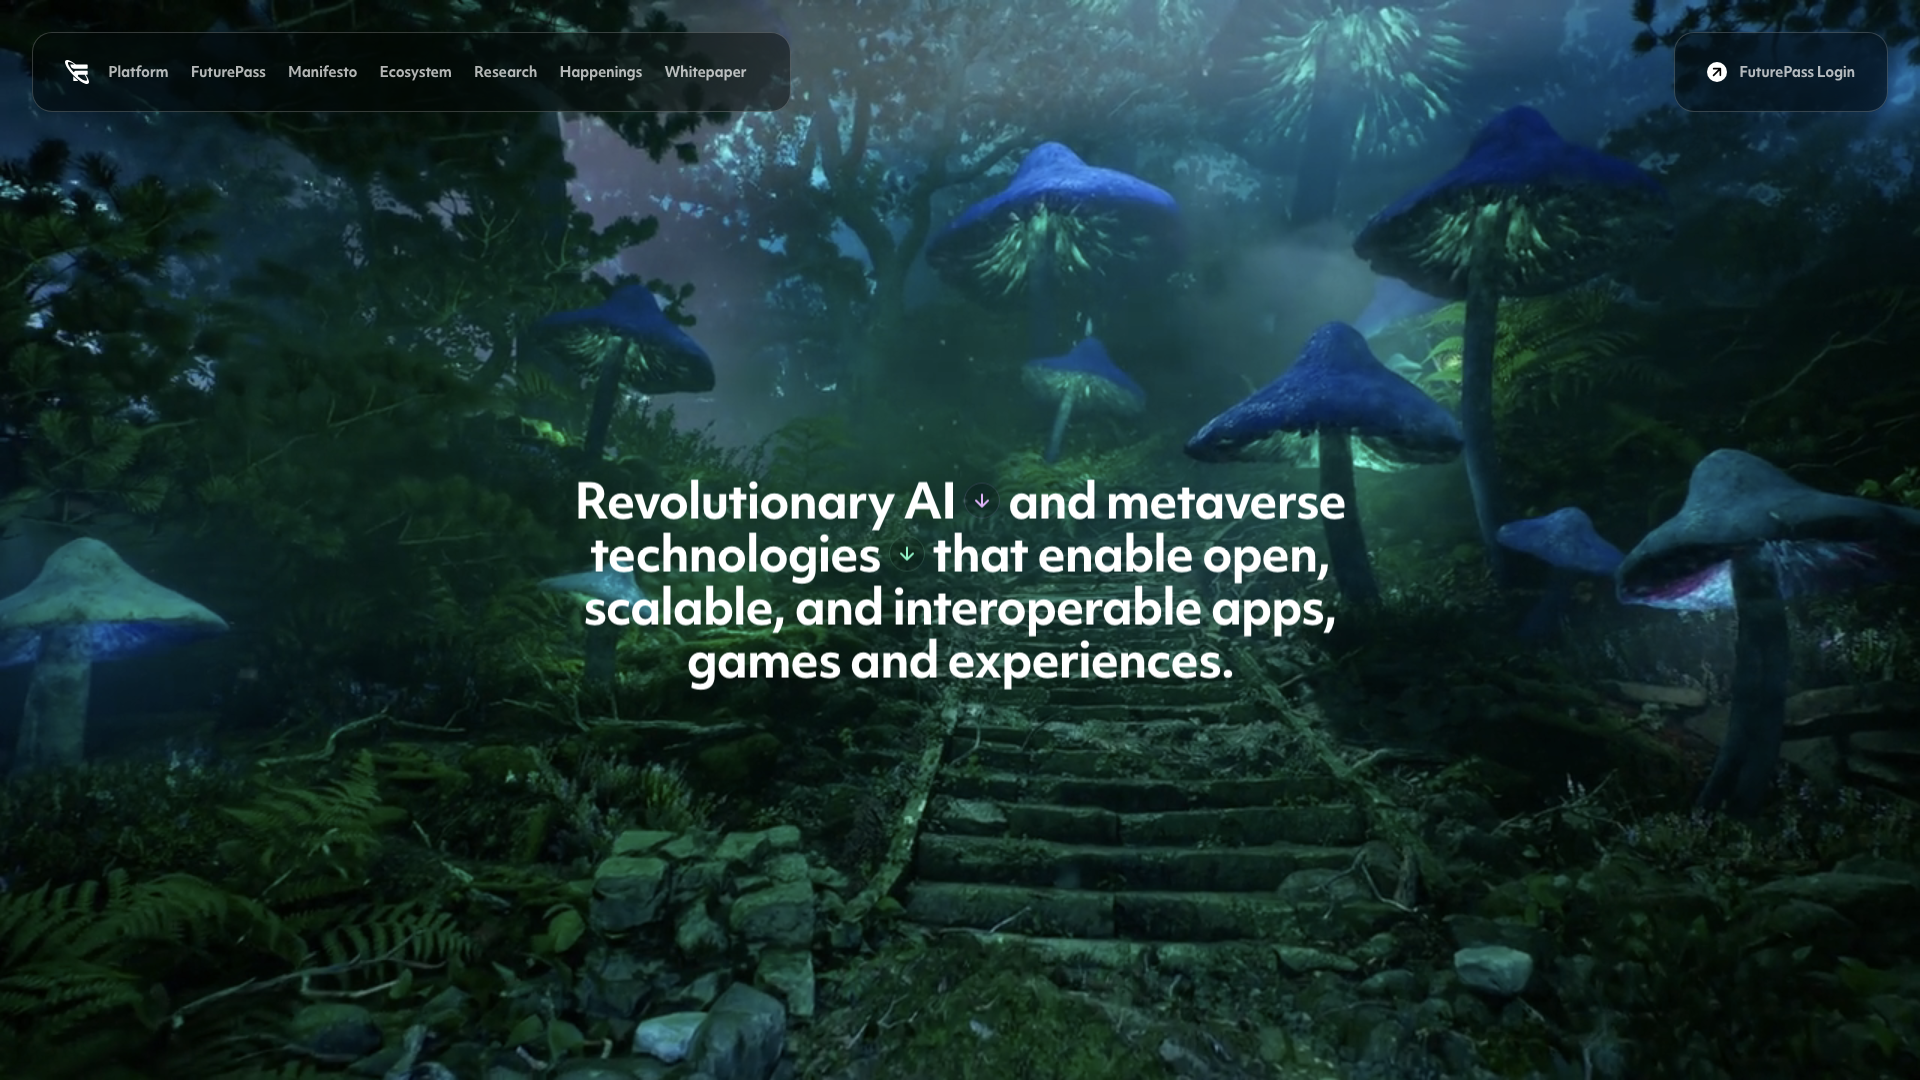 Platform FuturePass Manifesto Ecosystem Research Happenings Whitepaper
FuturePass Login
Revolutionary AI and metaverse
technologies that enable open,
scalable, and interoperable apps,
games and experiences.